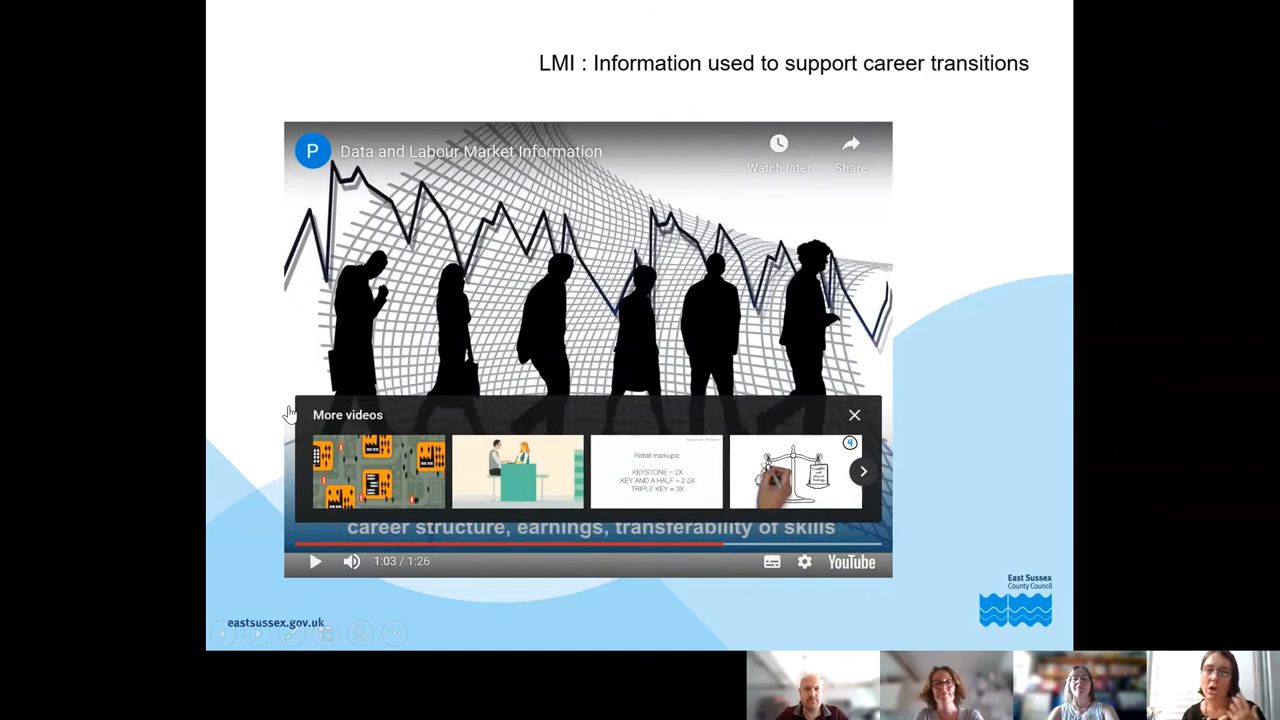 LMI : Information used to support career transitions
P
Data and Labour Market Information
Watch later
Share
More videos
Retail markups:
KEYSTONE = 2X
KEY AND A HALF = 2.5X
TRIPLE KEY = 3X
4
career structure, earnings, transferability of skills
1:03 / 1:26
YouTube
East Sussex
County Council
eastsussex.gov.uk